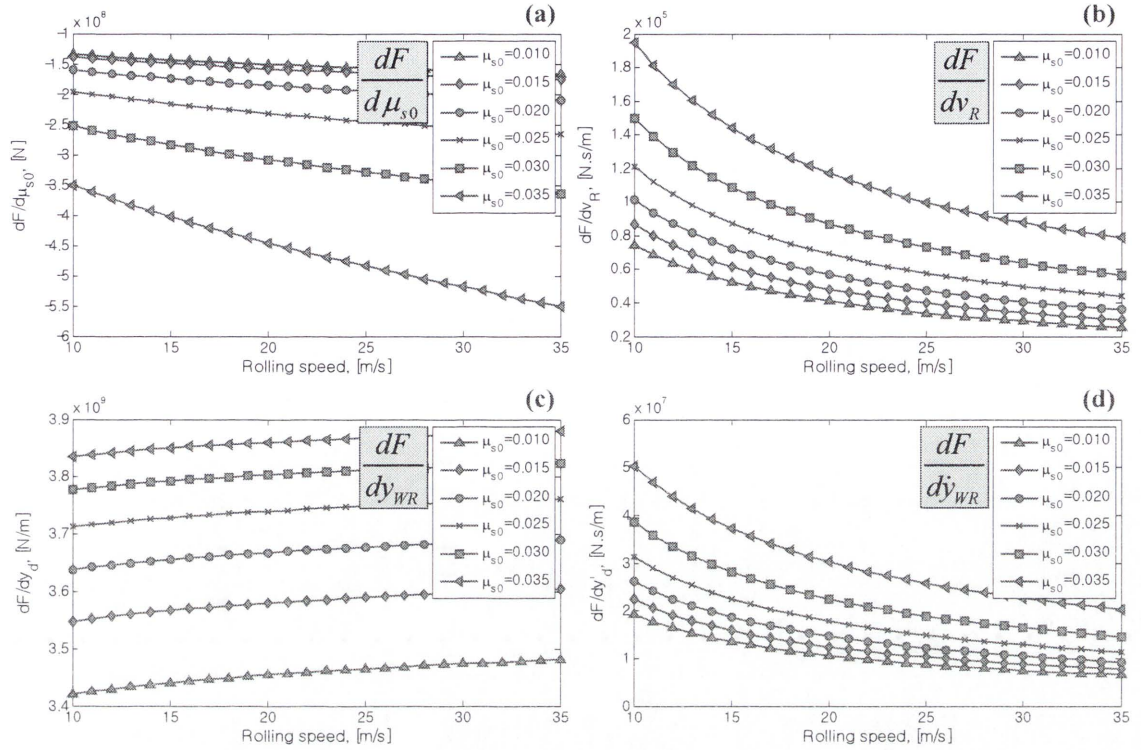 (a)
× 10⁸
-1
-1.5
-2
-2.5
-3
-3.5
-4
-4.5
-5
-5.5
-6
dF/dμs0, [N]
10 15 20 25 30 35
Rolling speed, [m/s]
dF
dμs0
μs0=0.010
μs0=0.015
μs0=0.020
μs0=0.025
μs0=0.030
μs0=0.035
(b)
× 10⁵
2
1.8
1.6
1.4
1.2
1
0.8
0.6
0.4
0.2
dF/dvR, [N.s/m]
10 15 20 25 30 35
Rolling speed, [m/s]
dF
dvR
μs0=0.010
μs0=0.015
μs0=0.020
μs0=0.025
μs0=0.030
μs0=0.035
(c)
× 10⁹
3.9
3.8
3.7
3.6
3.5
3.4
dF/dyd, [N/m]
10 15 20 25 30 35
Rolling speed, [m/s]
dF
dyWR
μs0=0.010
μs0=0.015
μs0=0.020
μs0=0.025
μs0=0.030
μs0=0.035
(d)
× 10⁷
6
5
4
3
2
1
0
dF/dy'd, [N.s/m]
10 15 20 25 30 35
Rolling speed, [m/s]
dF
dẏWR
μs0=0.010
μs0=0.015
μs0=0.020
μs0=0.025
μs0=0.030
μs0=0.035